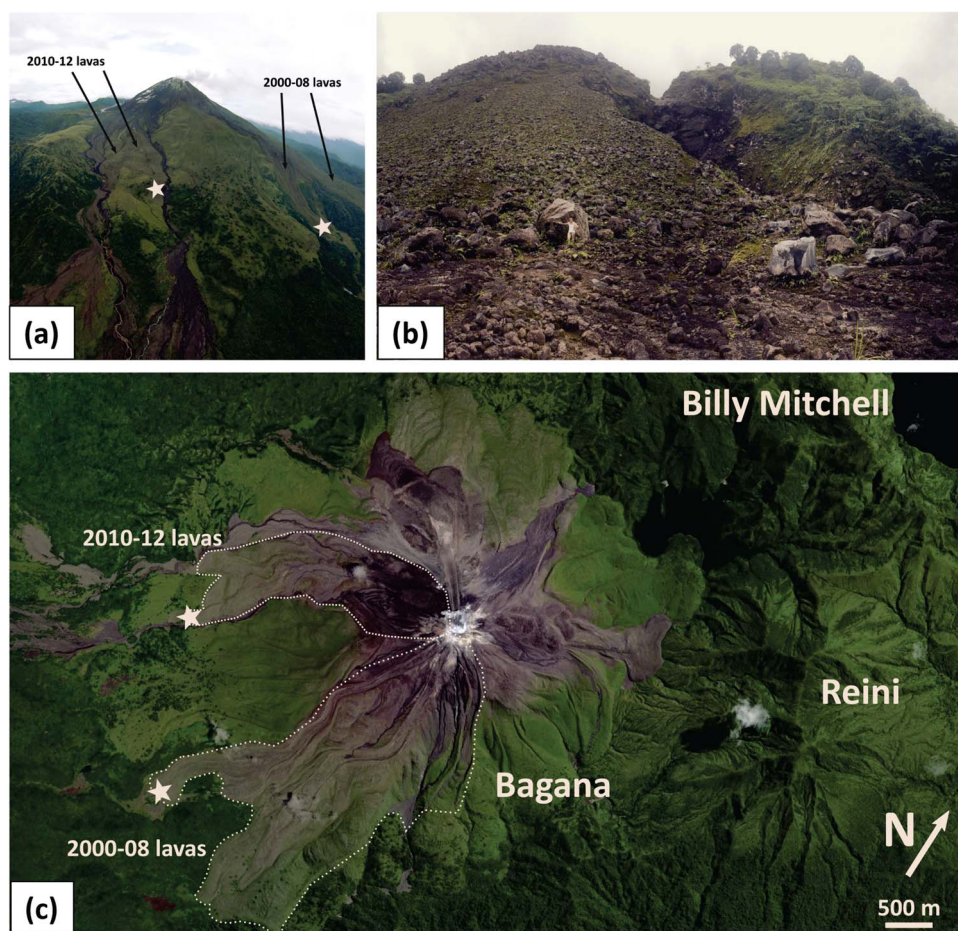 2010-12 lavas
2000-08 lavas
(a)
(b)
Billy Mitchell
2010-12 lavas
Reini
Bagana
2000-08 lavas
N
500 m
(c)